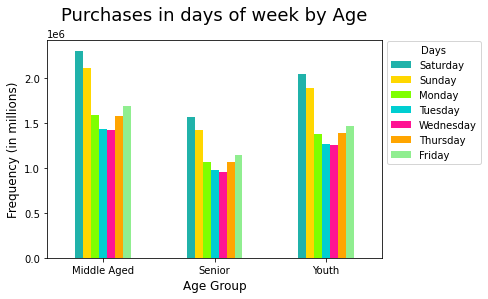 Purchases in days of week by Age
1e6
2.0
1.5
1.0
0.5
0.0
Frequency (in millions)
Middle Aged
Senior
Youth
Age Group
Days
Saturday
Sunday
Monday
Tuesday
Wednesday
Thursday
Friday